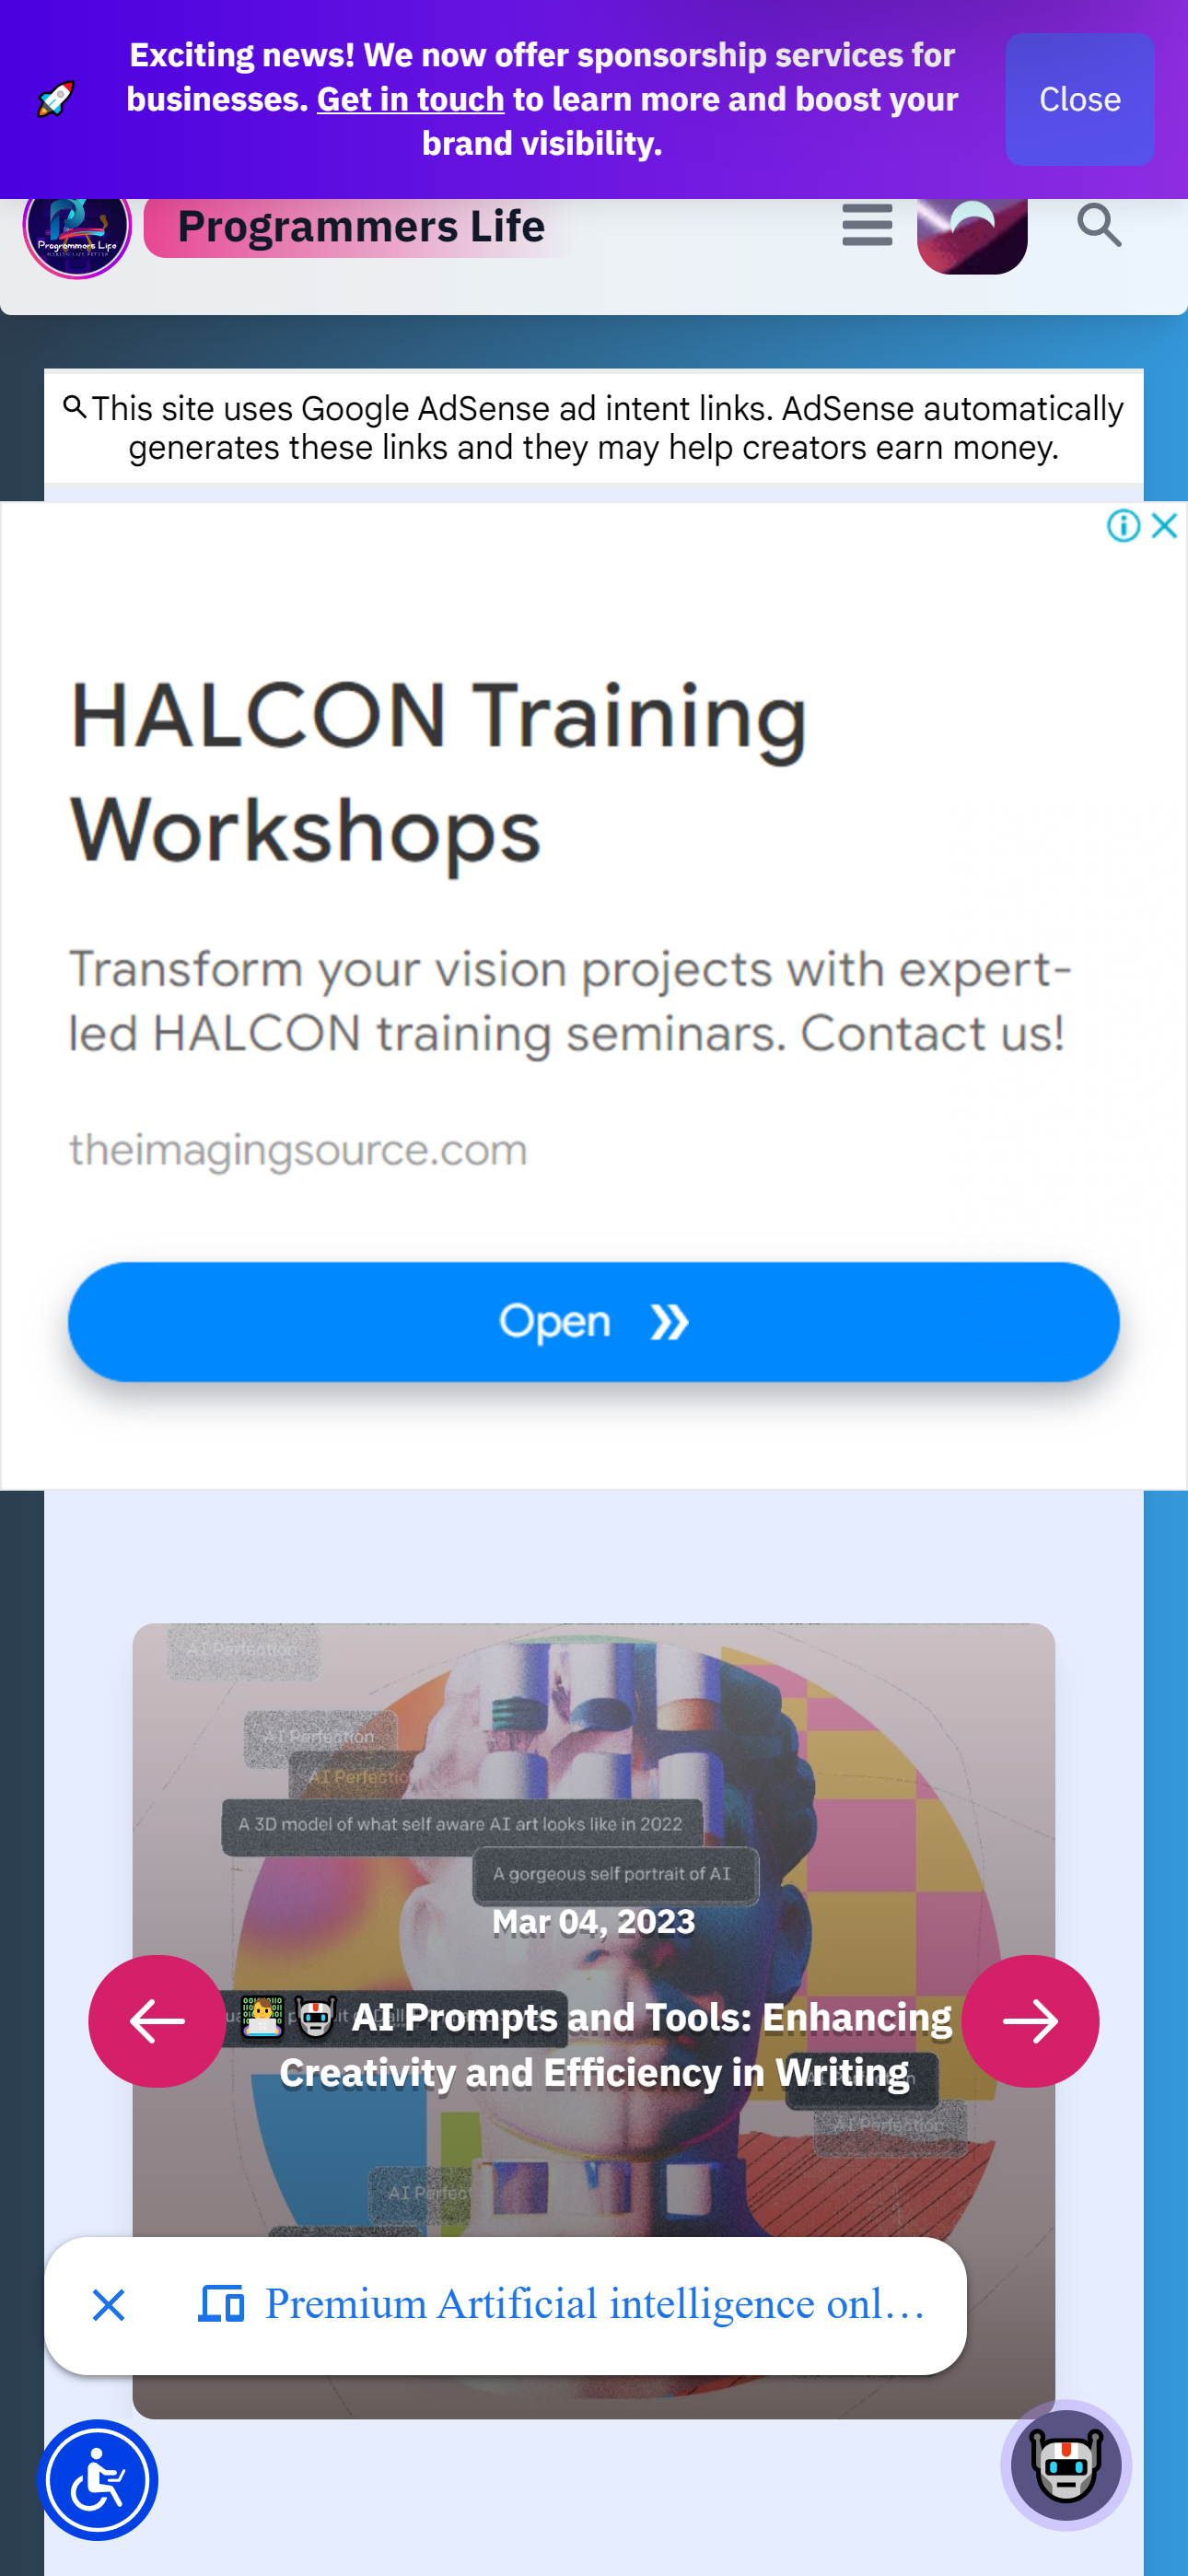 Exciting news! We now offer sponsorship services for
businesses. Get in touch to learn more and boost your
brand visibility.
Close
Programmers Life
Programmers Life
MAKING LIFE BETTER
This site uses Google AdSense ad intent links. AdSense automatically
generates these links and they may help creators earn money.
HALCON Training
Workshops
Transform your vision projects with expert-
led HALCON training seminars. Contact us!
theimagingsource.com
Open
AI Perfection
AI Perfection
AI Perfectio
A 3D model of what self aware AI art looks like in 2022
A gorgeous self portrait of AI
Mar 04, 2023
AI Prompts and Tools: Enhancing
Creativity and Efficiency in Writing
AI Perfection
AI Perfect
Premium Artificial intelligence onl...